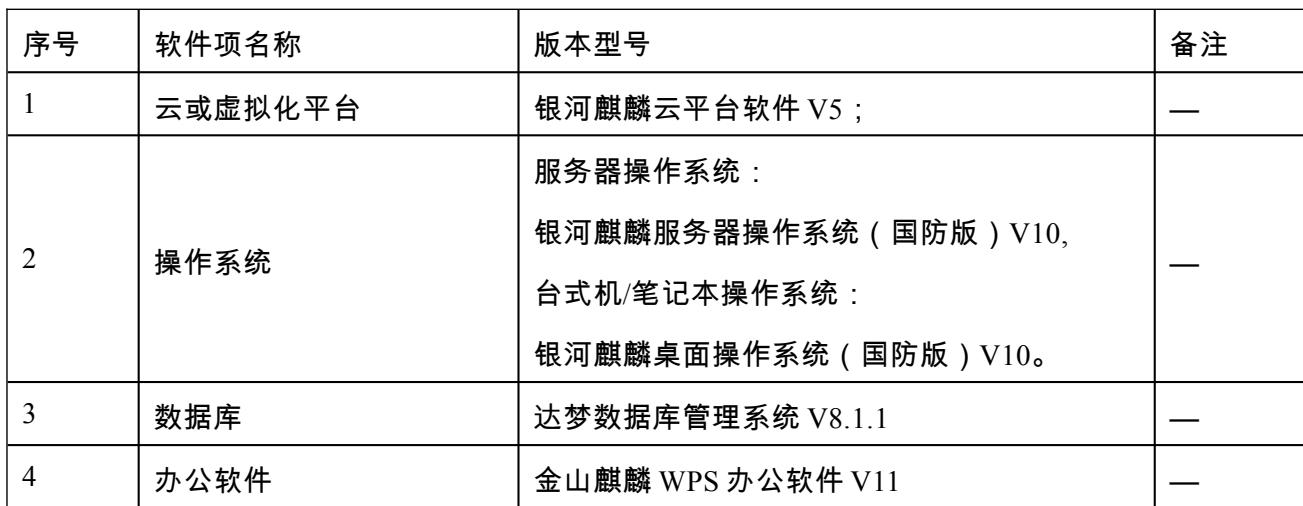 序号 软件项名称 版本型号 备注
1 云或虚拟化平台 银河麒麟云平台软件 V5； —
服务器操作系统：
银河麒麟服务器操作系统（国防版）V10,
2 操作系统 —
台式机/笔记本操作系统：
银河麒麟桌面操作系统（国防版）V10。
3 数据库 达梦数据库管理系统 V8.1.1 —
4 办公软件 金山麒麟 WPS 办公软件 V11 —